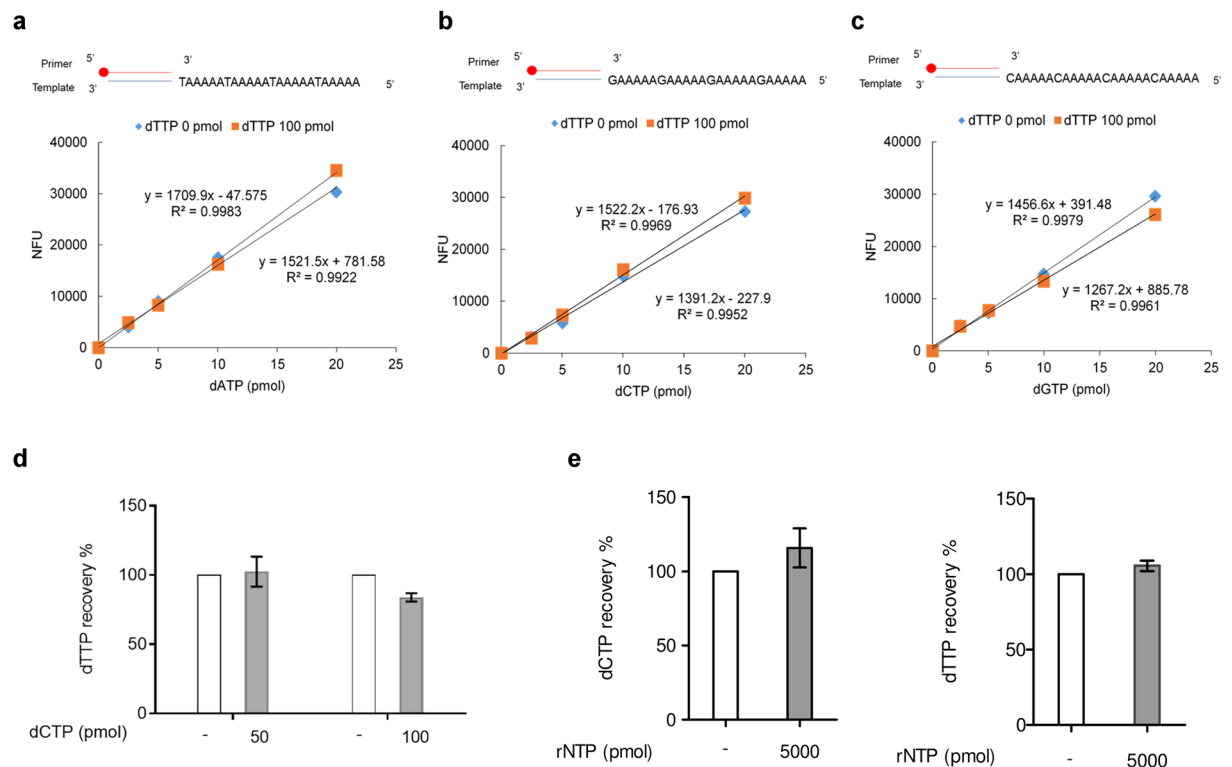 a
5' 3'
Primer
Template 3' TAAAAATAAAAATAAAAATAAAAA 5'
dTTP 0 pmol dTTP 100 pmol
40000
30000
20000
10000
0
NFU
y = 1709.9x - 47.575
R² = 0.9983
y = 1521.5x + 781.58
R² = 0.9922
0 5 10 15 20 25
dATP (pmol)
b
5' 3'
Primer
Template 3' GAAAAAGAAAAAGAAAAAGAAAAA 5'
dTTP 0 pmol dTTP 100 pmol
40000
30000
20000
10000
0
NFU
y = 1522.2x - 176.93
R² = 0.9969
y = 1391.2x - 227.9
R² = 0.9952
0 5 10 15 20 25
dCTP (pmol)
c
5' 3'
Primer
Template 3' CAAAAACAAAAACAAAAACAAAAA 5'
dTTP 0 pmol dTTP 100 pmol
40000
30000
20000
10000
0
NFU
y = 1456.6x + 391.48
R² = 0.9979
y = 1267.2x + 885.78
R² = 0.9961
0 5 10 15 20 25
dGTP (pmol)
d
150
100
50
0
dTTP recovery %
dCTP (pmol) - 50 - 100
e
150
100
50
0
dCTP recovery %
rNTP (pmol) - 5000
150
100
50
0
dTTP recovery %
rNTP (pmol) - 5000